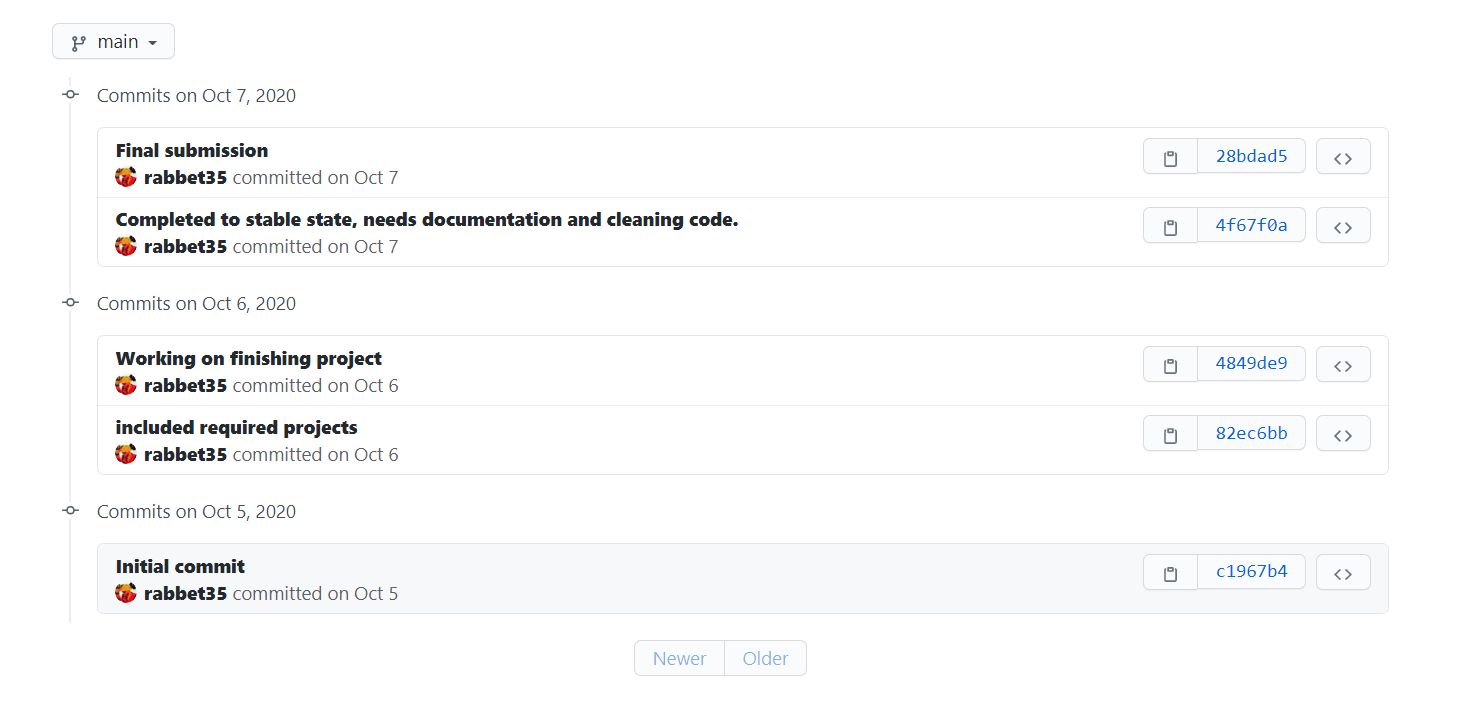 main
Commits on Oct 7, 2020
Final submission
28bdad5
rabbet35 committed on Oct 7
Completed to stable state, needs documentation and cleaning code.
4f67f0a
rabbet35 committed on Oct 7
Commits on Oct 6, 2020
Working on finishing project
4849de9
rabbet35 committed on Oct 6
included required projects
82ec6bb
rabbet35 committed on Oct 6
Commits on Oct 5, 2020
Initial commit
c1967b4
rabbet35 committed on Oct 5
Newer Older